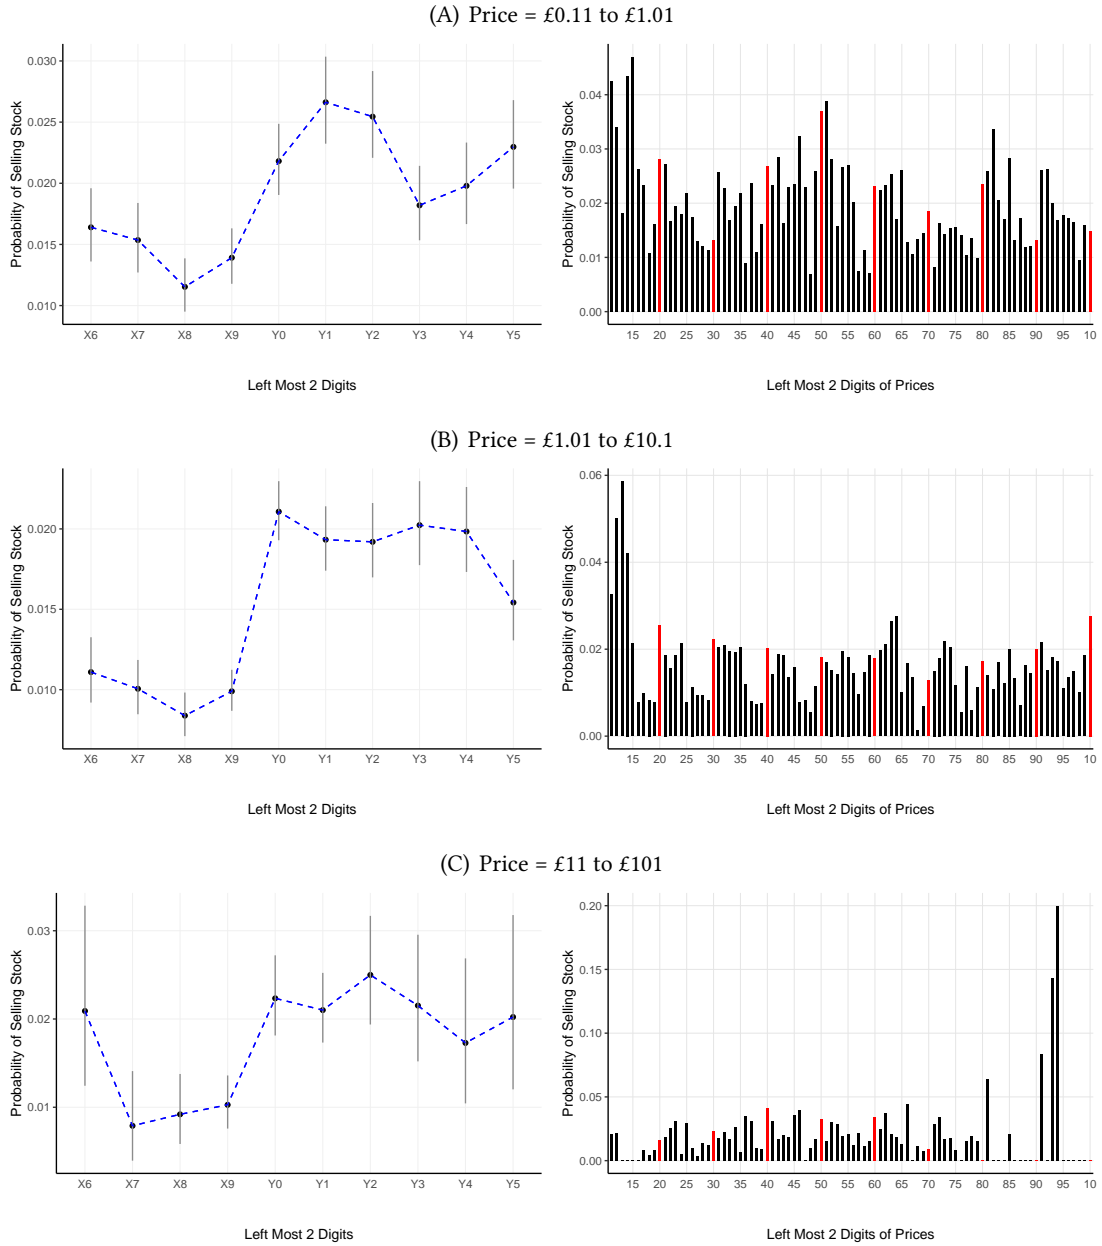 (A) Price = £0.11 to £1.01
Probability of Selling Stock
0.030
0.025
0.020
0.015
0.010
X6 X7 X8 X9 Y0 Y1 Y2 Y3 Y4 Y5
Left Most 2 Digits
Probability of Selling Stock
0.04
0.03
0.02
0.01
0.00
15 20 25 30 35 40 45 50 55 60 65 70 75 80 85 90 95 10
Left Most 2 Digits of Prices
(B) Price = £1.01 to £10.1
Probability of Selling Stock
0.020
0.015
0.010
X6 X7 X8 X9 Y0 Y1 Y2 Y3 Y4 Y5
Left Most 2 Digits
Probability of Selling Stock
0.06
0.04
0.02
0.00
15 20 25 30 35 40 45 50 55 60 65 70 75 80 85 90 95 10
Left Most 2 Digits of Prices
(C) Price = £11 to £101
Probability of Selling Stock
0.03
0.02
0.01
X6 X7 X8 X9 Y0 Y1 Y2 Y3 Y4 Y5
Left Most 2 Digits
Probability of Selling Stock
0.20
0.15
0.10
0.05
0.00
15 20 25 30 35 40 45 50 55 60 65 70 75 80 85 90 95 10
Left Most 2 Digits of Prices